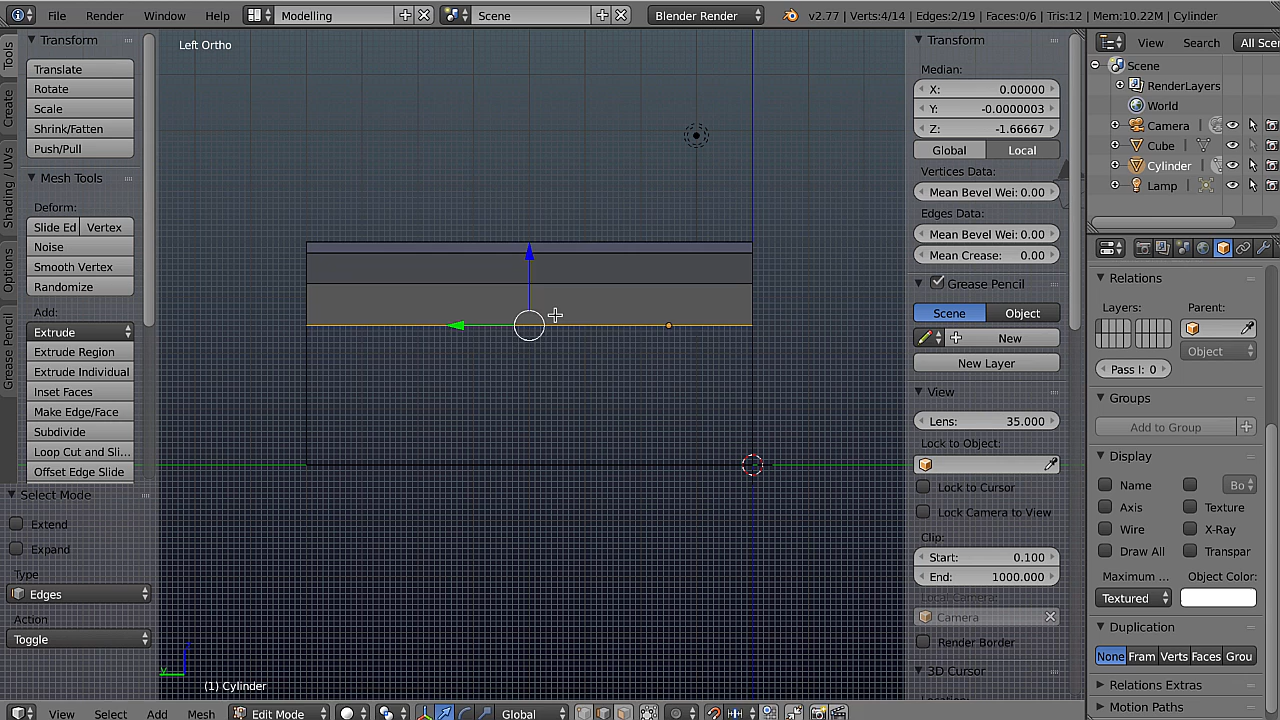 File Render Window Help Modelling Scene Blender Render v2.77 | Verts:4/14 | Edges:2/19 | Faces:0/6 | Tris:12 | Mem:10.22M | Cylinder
Tools
Create
Shading / UVs
Options
Grease Pencil
Transform
Translate
Rotate
Scale
Shrink/Fatten
Push/Pull
Mesh Tools
Deform:
Slide Ed Vertex
Noise
Smooth Vertex
Randomize
Add:
Extrude
Extrude Region
Extrude Individual
Inset Faces
Make Edge/Face
Subdivide
Loop Cut and Sli...
Offset Edge Slide
Select Mode
Extend
Expand
Type
Edges
Action
Toggle
Left Ortho
y
(1) Cylinder
Transform
Median:
X: 0.00000
Y: -0.0000003
Z: -1.66667
Global Local
Vertices Data:
Mean Bevel Wei: 0.00
Edges Data:
Mean Bevel Wei: 0.00
Mean Crease: 0.00
Grease Pencil
Scene Object
New
New Layer
View
Lens: 35.000
Lock to Object:
Lock to Cursor
Lock Camera to View
Clip:
Start: 0.100
End: 1000.000
Local Camera:
Camera
Render Border
3D Cursor
View Search All Sce
Scene
RenderLayers
World
Camera
Cube
Cylinder
Lamp
Relations
Layers: Parent:
Object
Pass I: 0
Groups
Add to Group
Display
Name Bo
Axis Texture
Wire X-Ray
Draw All Transpar
Maximum ... Object Color:
Textured
Duplication
None Fram Verts Faces Grou
Relations Extras
Motion Paths
View Select Add Mesh Edit Mode Global